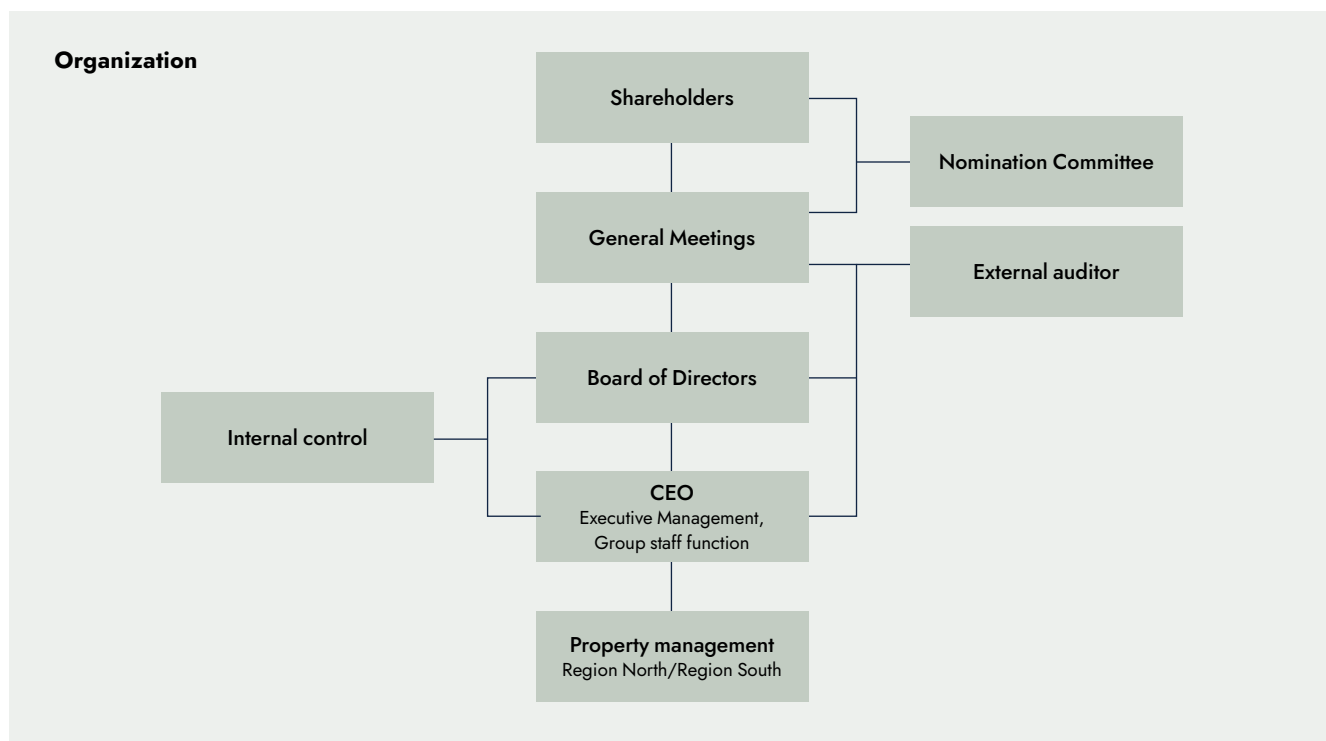 Organization
Shareholders
Nomination Committee
General Meetings
External auditor
Board of Directors
Internal control
CEO
Executive Management,
Group staff function
Property management
Region North/Region South